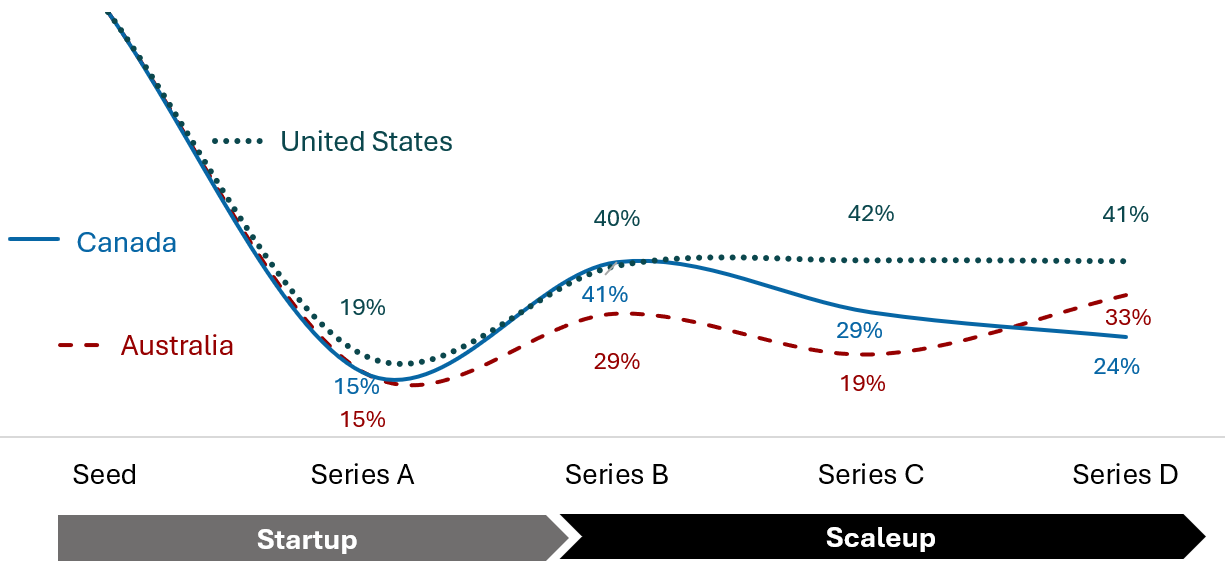 United States
40%
42%
41%
Canada
41%
19%
33%
Australia
29%
29%
24%
15%
19%
15%
Seed
Series A
Series B
Series C
Series D
Startup
Scaleup